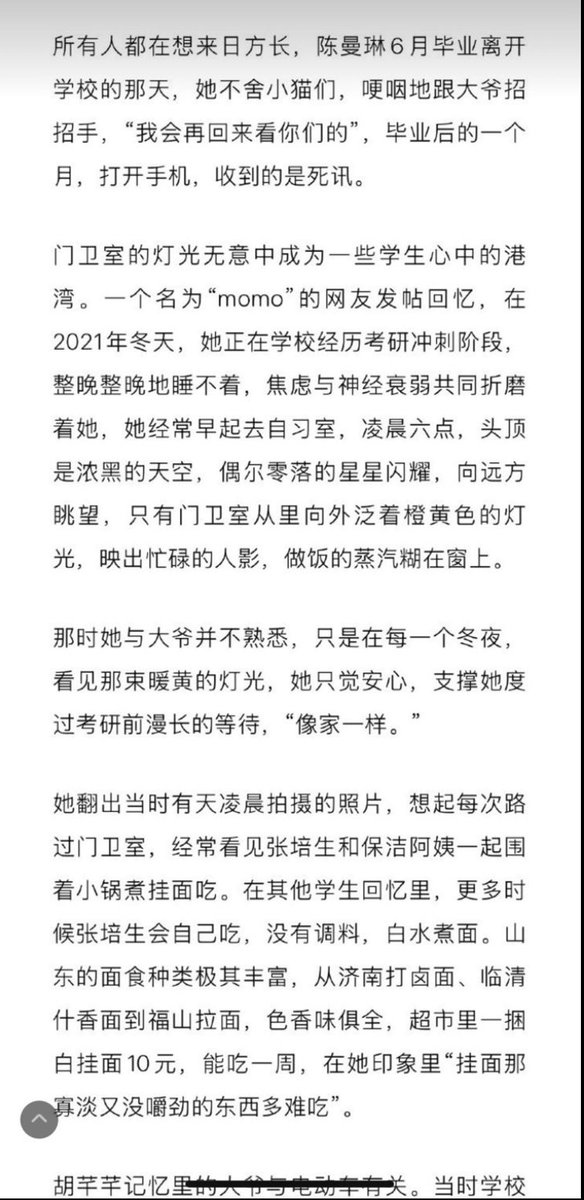 所有人都在想来日方长，陈曼琳6月毕业离开
学校的那天，她不舍小猫们，哽咽地跟大爷招
招手，“我会再回来看你们的”，毕业后的一个
月，打开手机，收到的是死讯。
门卫室的灯光无意中成为一些学生心中的港
湾。一个名为“momo”的网友发帖回忆，在
2021年冬天，她正在学校经历考研冲刺阶段，
整晚整晚地睡不着，焦虑与神经衰弱共同折磨
着她，她经常早起去自习室，凌晨六点，头顶
是浓黑的天空，偶尔零落的星星闪耀，向远方
眺望，只有门卫室从里向外泛着橙黄色的灯
光，映出忙碌的人影，做饭的蒸汽糊在窗上。
那时她与大爷并不熟悉，只是在每一个冬夜，
看见那束暖黄的灯光，她只觉安心，支撑她度
过考研前漫长的等待，“像家一样。”
她翻出当时有天凌晨拍摄的照片，想起每次路
过门卫室，经常看见张培生和保洁阿姨一起围
着小锅煮挂面吃。在其他学生回忆里，更多时
候张培生会自己吃，没有调料，白水煮面。山
东的面食种类极其丰富，从济南打卤面、临清
什香面到福山拉面，色香味俱全，超市里一捆
白挂面10元，能吃一周，在她印象里“挂面那
寡淡又没嚼劲的东西多难吃”。
胡芊芊记忆里的大爷与电动车有关。当时学校